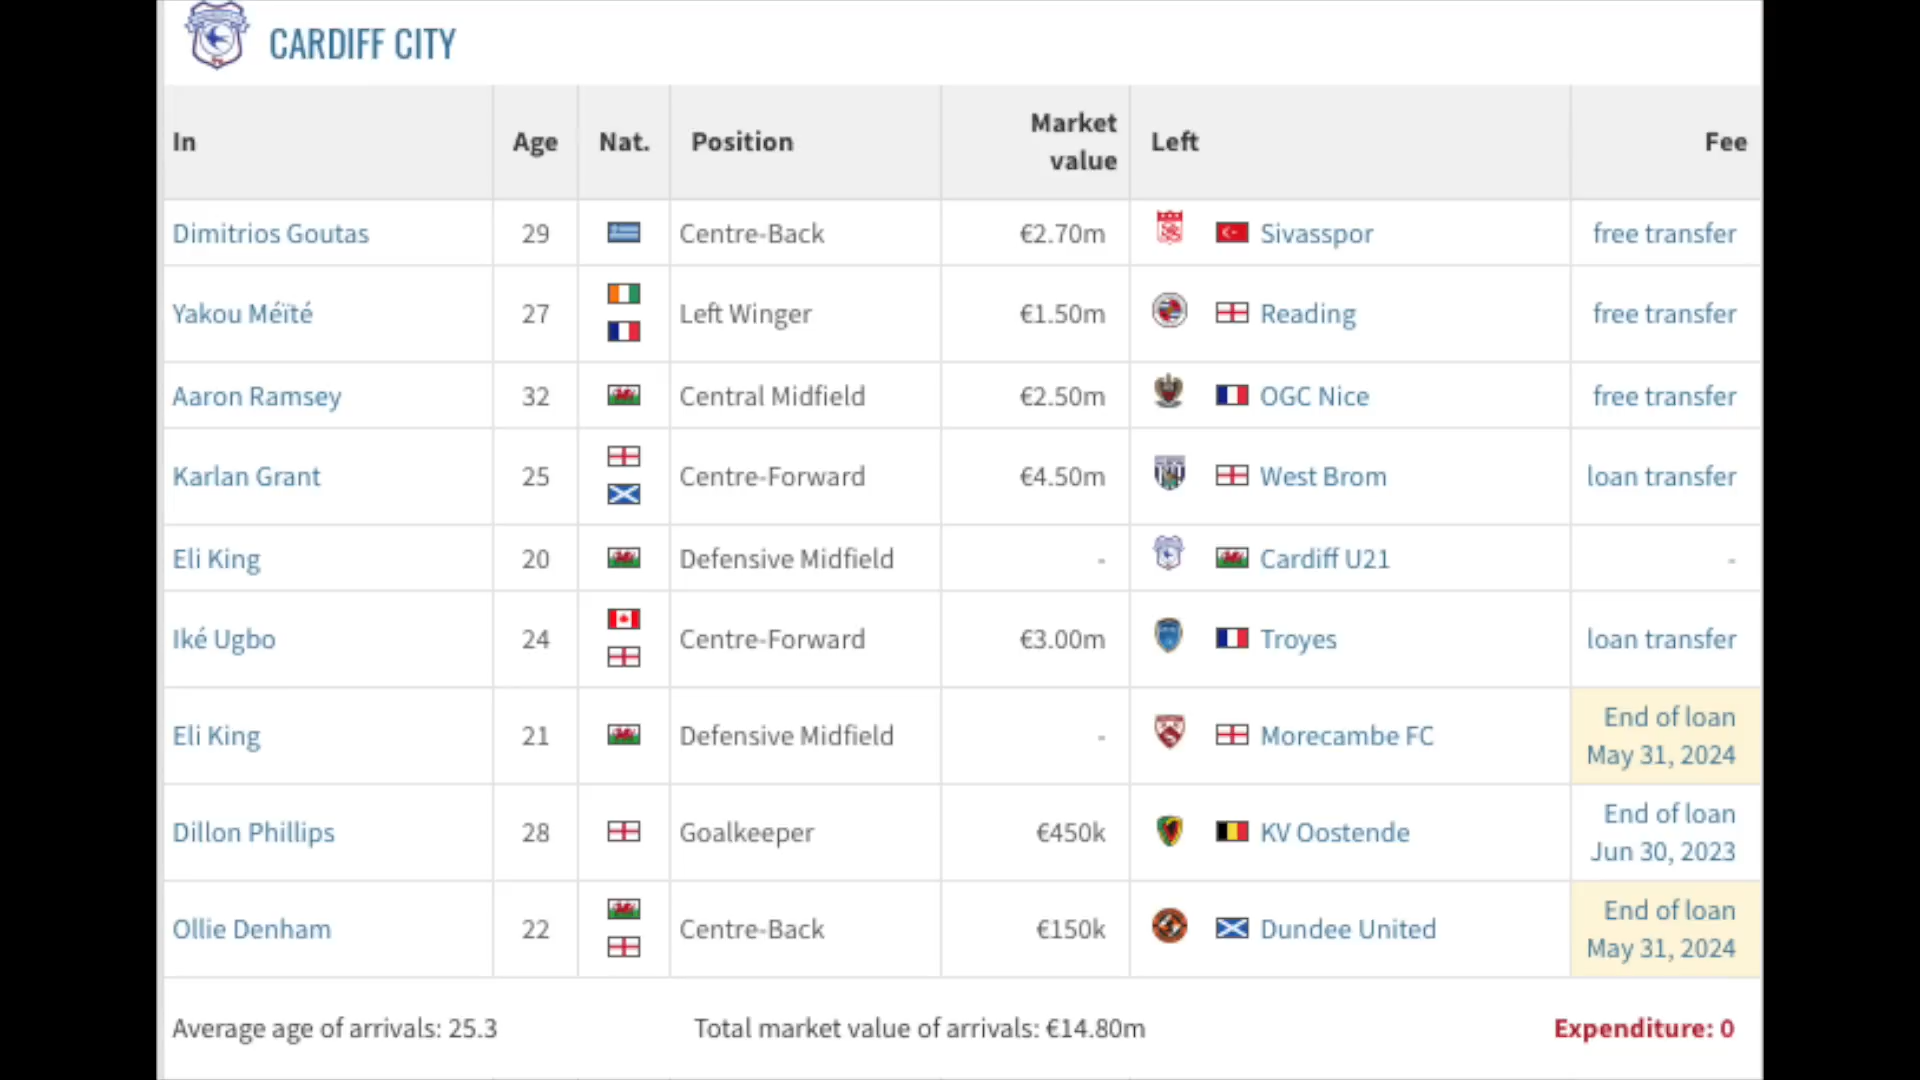 CARDIFF CITY
In Age Nat. Position Market value Left Fee
Dimitrios Goutas 29 Centre-Back €2.70m Sivasspor free transfer
Yakou Méïté 27 Left Winger €1.50m Reading free transfer
Aaron Ramsey 32 Central Midfield €2.50m OGC Nice free transfer
Karlan Grant 25 Centre-Forward €4.50m West Brom loan transfer
Eli King 20 Defensive Midfield - Cardiff U21 -
Iké Ugbo 24 Centre-Forward €3.00m Troyes loan transfer
Eli King 21 Defensive Midfield - Morecambe FC End of loan May 31, 2024
Dillon Phillips 28 Goalkeeper €450k KV Oostende End of loan Jun 30, 2023
Ollie Denham 22 Centre-Back €150k Dundee United End of loan May 31, 2024
Average age of arrivals: 25.3 Total market value of arrivals: €14.80m Expenditure: 0